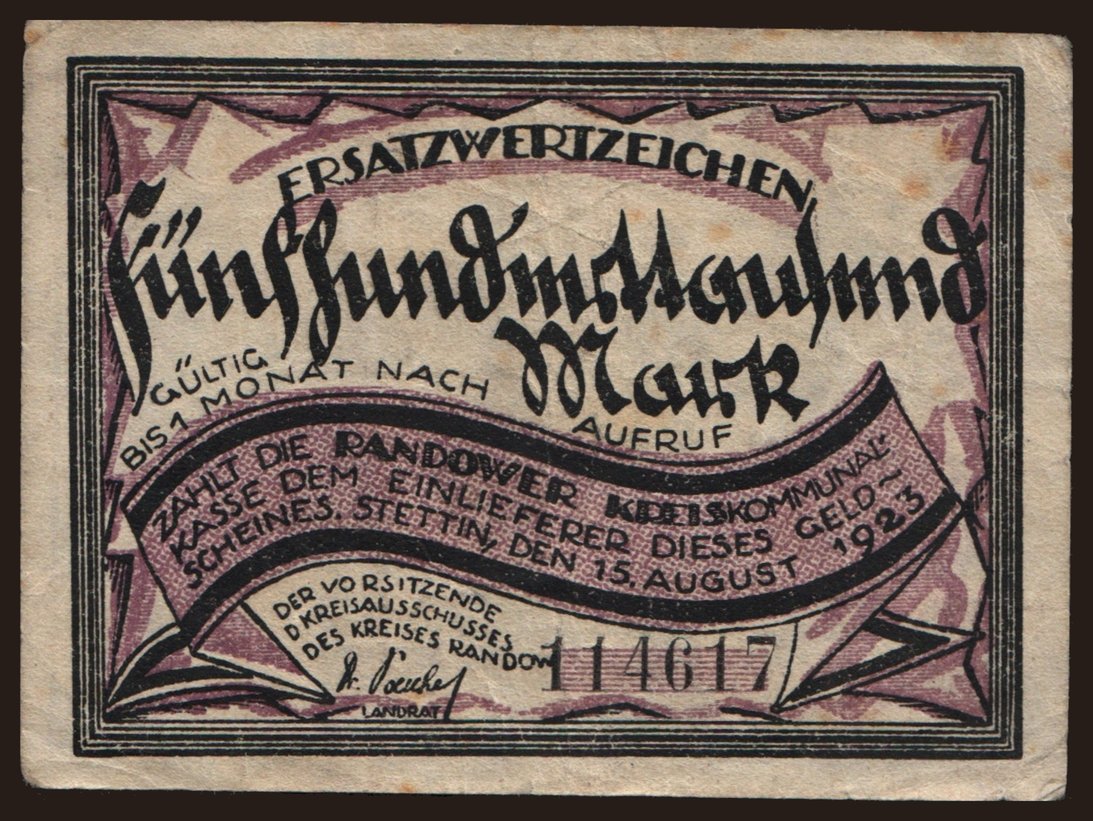 ERSATZWERTZEICHEN
Fünfhunderttausend
Mark
GÜLTIG
BIS 1 MONAT NACH AUFRUF
ZAHLT DIE RANDOWER KREISKOMMUNAL-
KASSE DEM EINLIEFERER DIESES GELD~
SCHEINES. STETTIN, DEN 15. AUGUST 1923
DER VORSITZENDE
D KREISAUSSCHUSSES
DES KREISES RANDOW
114617
LANDRAT